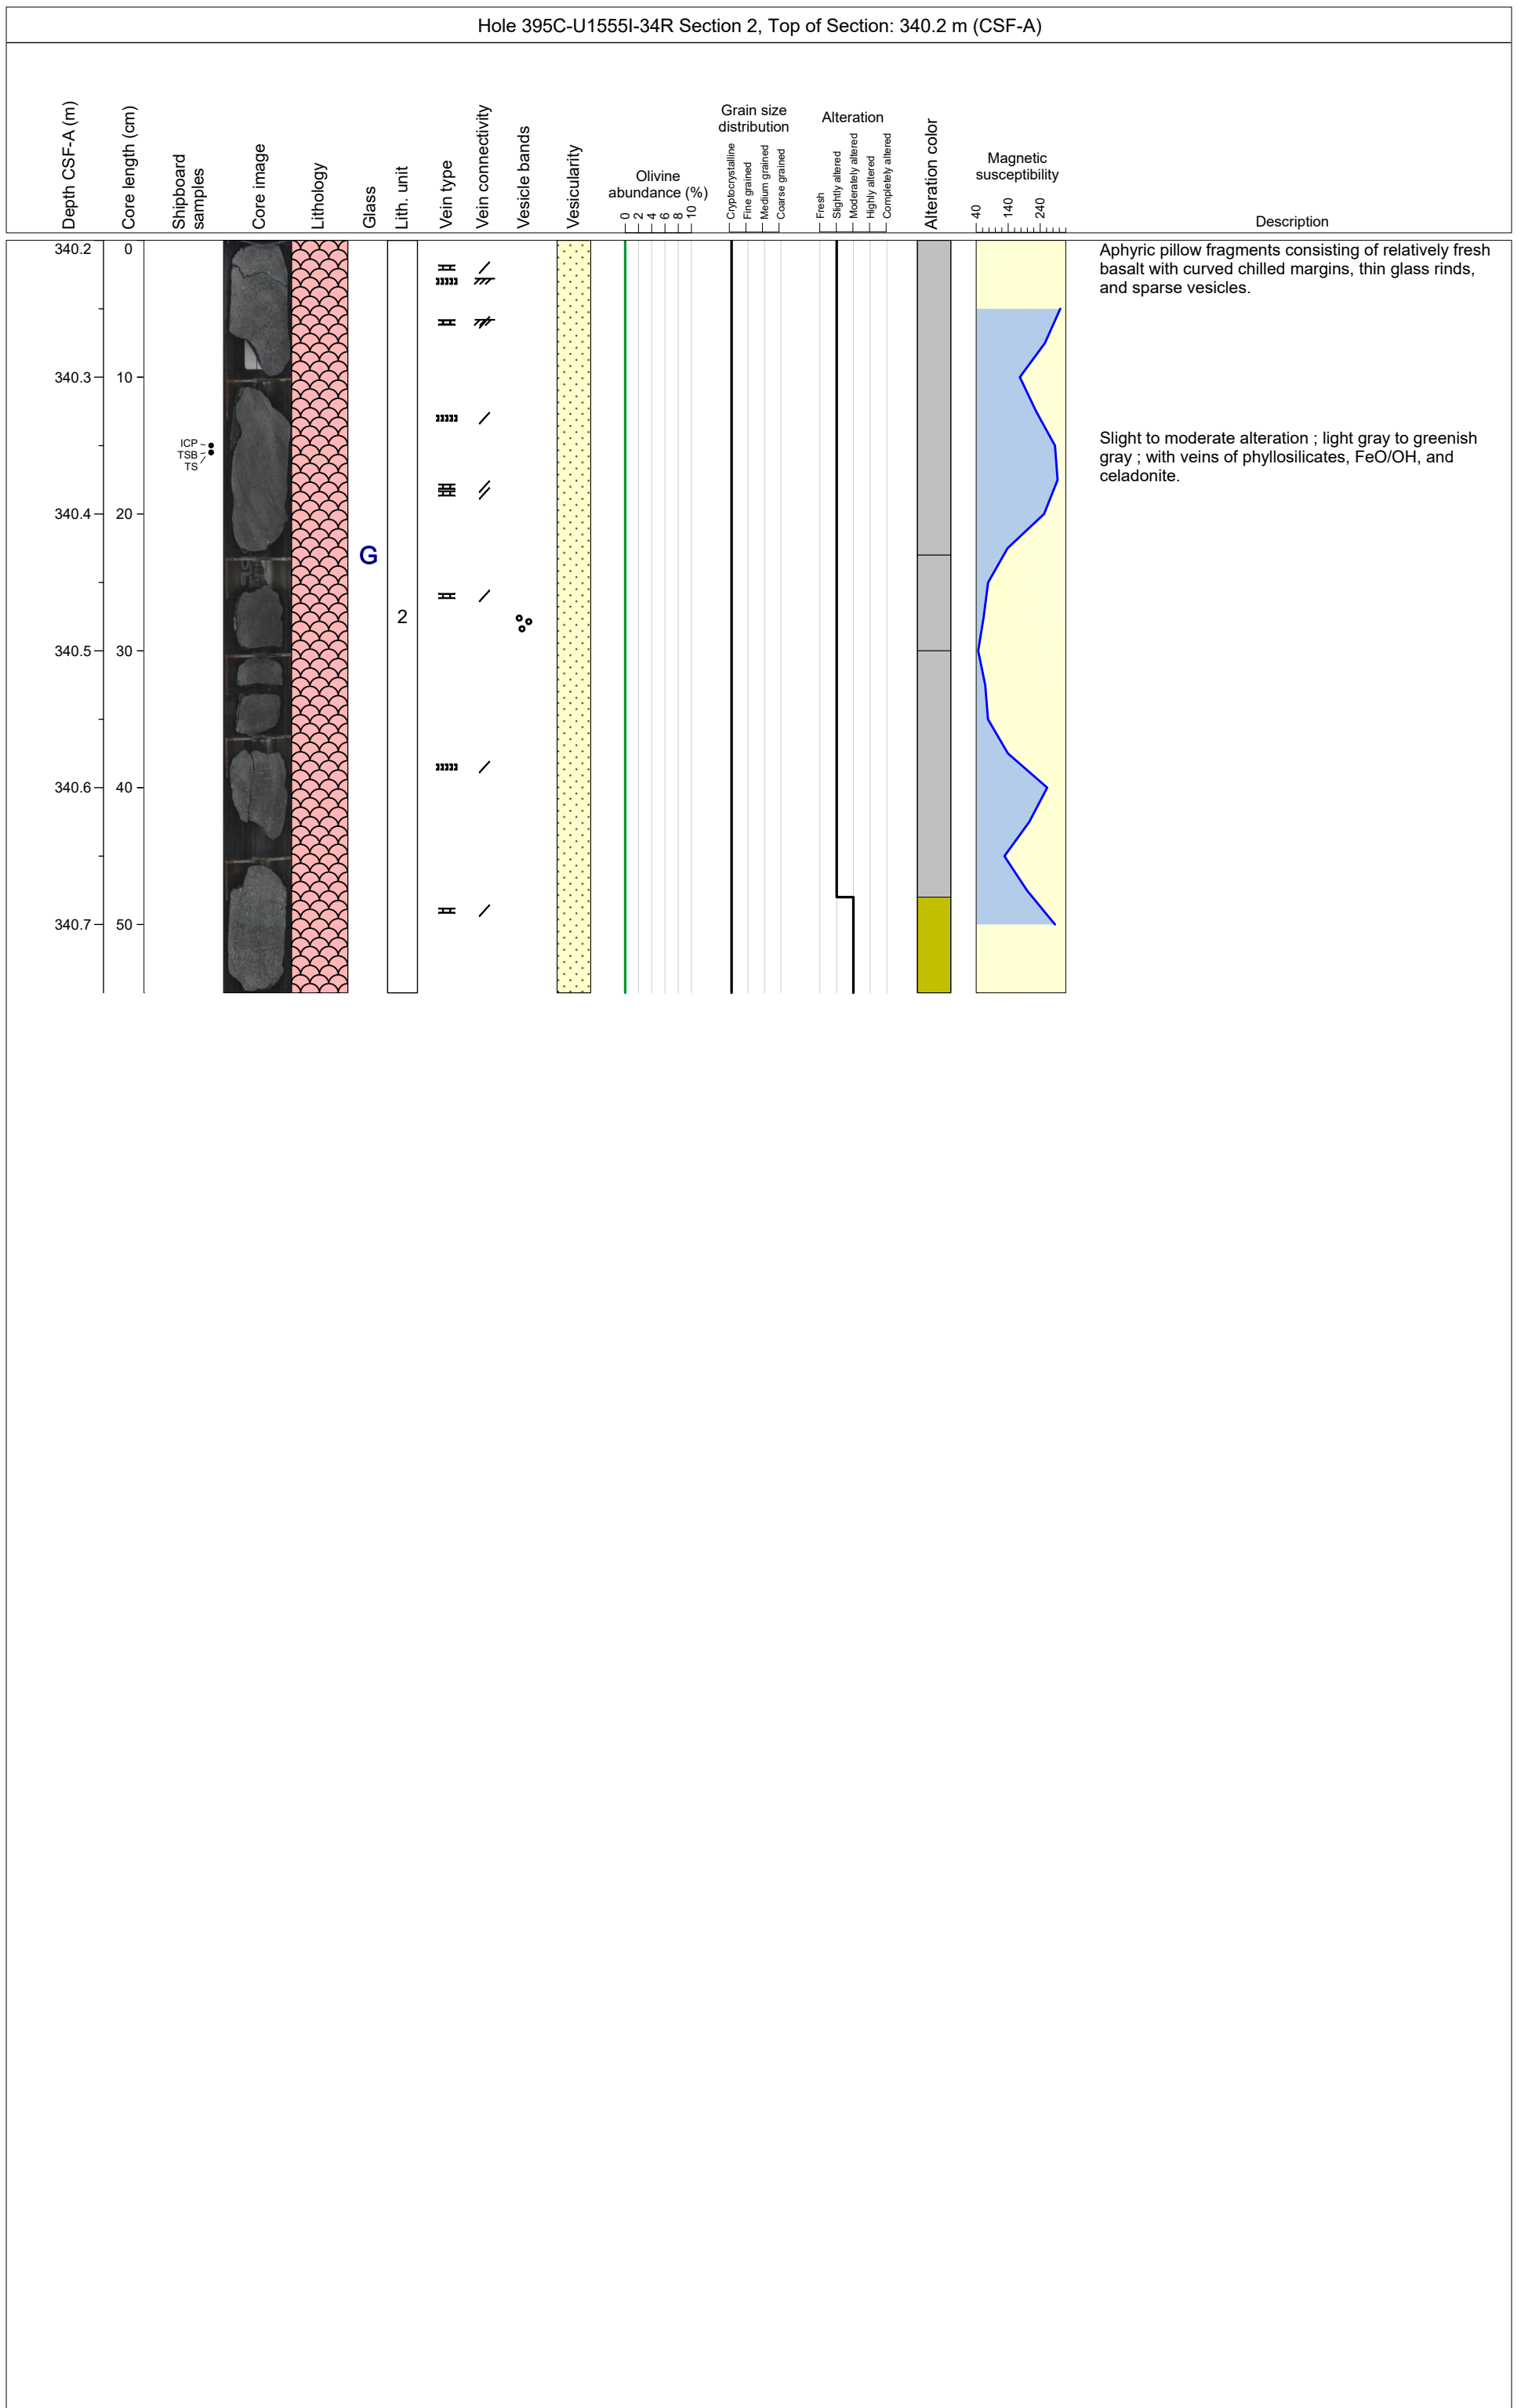 Hole 395C-U1555I-34R Section 2, Top of Section: 340.2 m (CSF-A)
Depth CSF-A (m)
Core length (cm)
Shipboard
samples
Core image
Lithology
Glass
Lith. unit
Vein type
Vein connectivity
Vesicle bands
Vesicularity
Olivine
abundance (%)
0 2 4 6 8 10
Grain size
distribution
Cryptocrystalline
Fine grained
Medium grained
Coarse grained
Alteration
Fresh
Slightly altered
Moderately altered
Highly altered
Completely altered
Alteration color
Magnetic
susceptibility
40 140 240
Description
340.2 0
340.3 10
340.4 20
340.5 30
340.6 40
340.7 50
ICP
TSB
TS
G
2
Aphyric pillow fragments consisting of relatively fresh
basalt with curved chilled margins, thin glass rinds,
and sparse vesicles.
Slight to moderate alteration ; light gray to greenish
gray ; with veins of phyllosilicates, FeO/OH, and
celadonite.